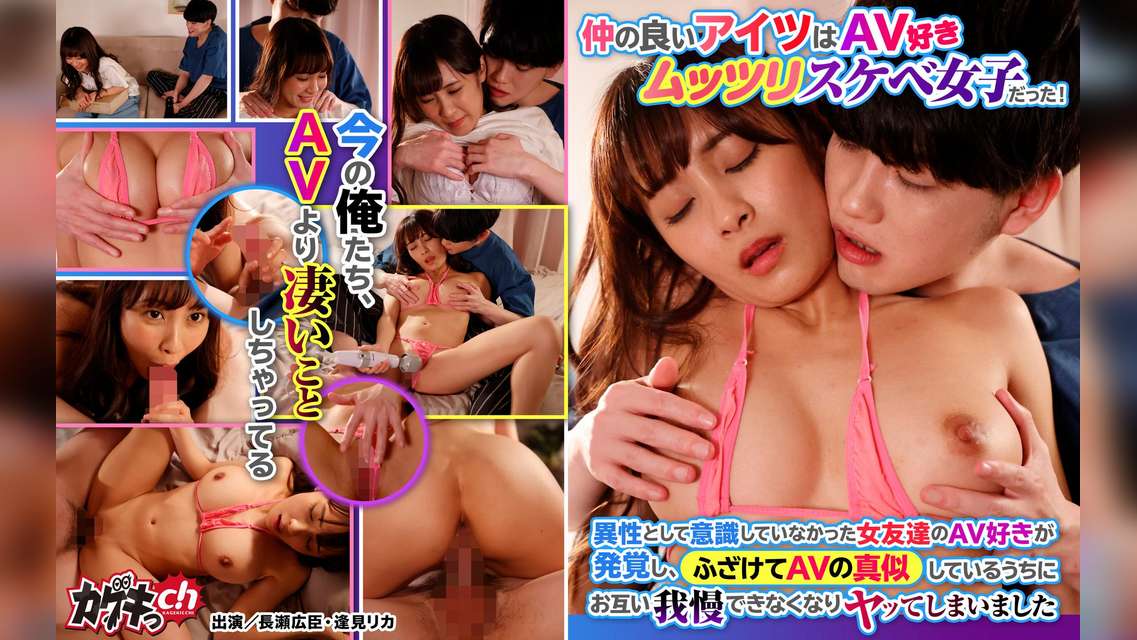 今の俺たち、
AVより凄いこと
しちゃってる
カゲキっch
KAGEKICCHI
出演／長瀬広臣・逢見リカ
仲の良いアイツはAV好き
ムッツリスケベ女子だった!
異性として意識していなかった女友達のAV好きが
発覚し、ふざけてAVの真似しているうちに
お互い我慢できなくなりヤッてしまいました